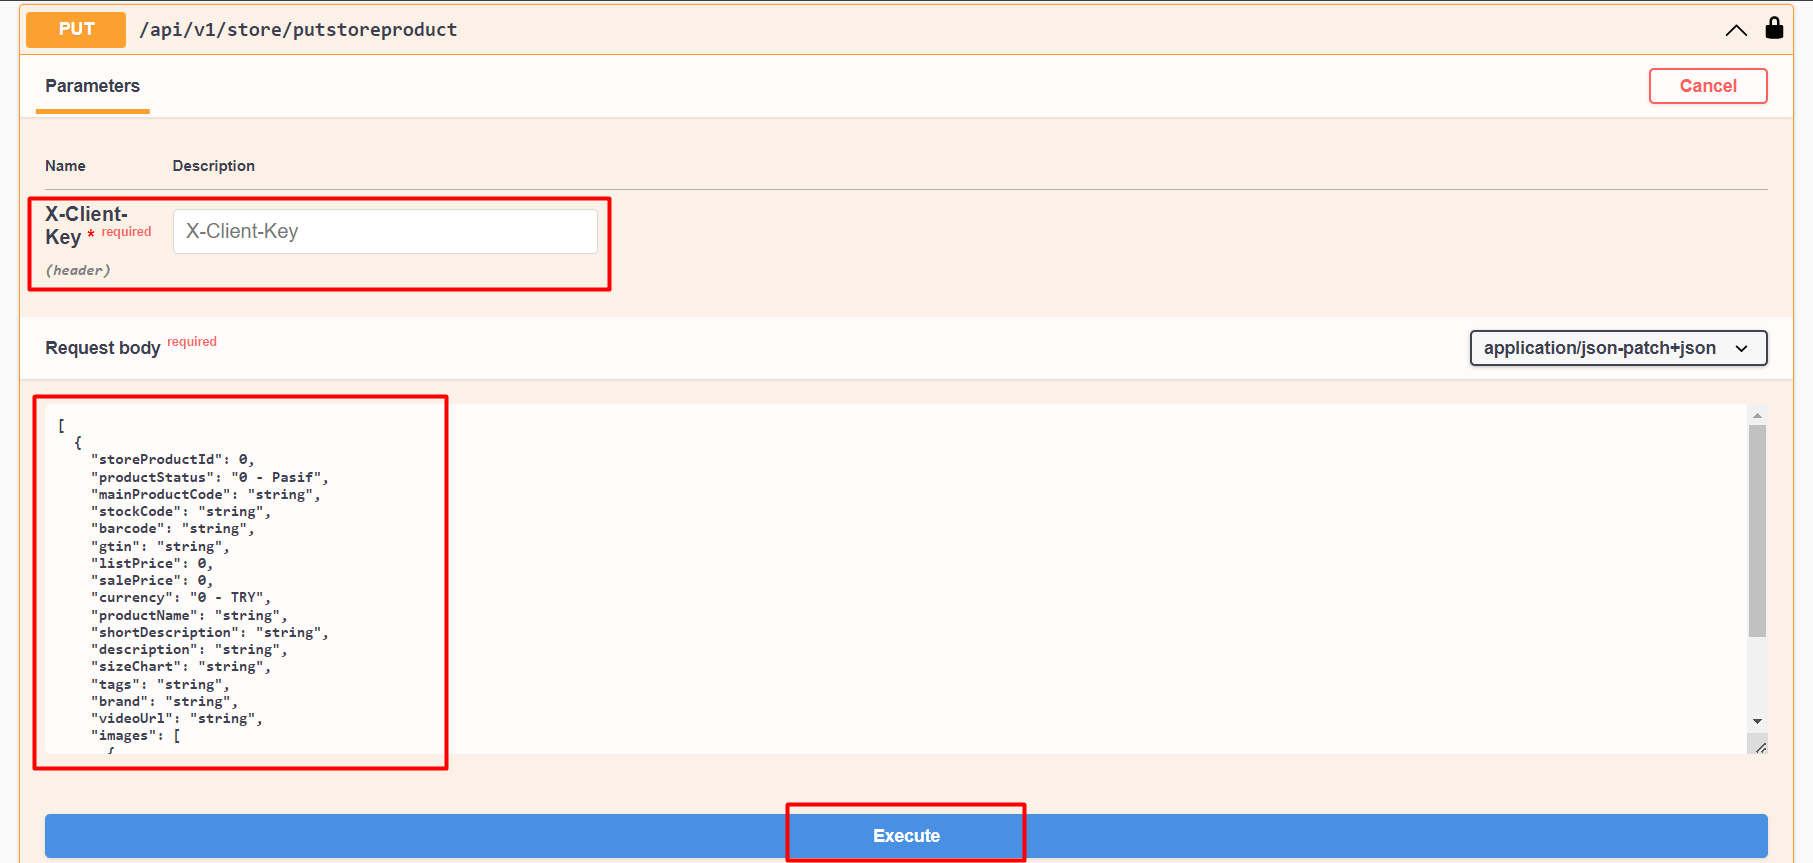 PUT /api/v1/store/putstoreproduct
Parameters
Cancel
Name Description
X-Client-
Key * required
X-Client-Key
(header)
Request body required
application/json-patch+json
[
{
"storeProductId": 0,
"productStatus": "0 - Pasif",
"mainProductCode": "string",
"stockCode": "string",
"barcode": "string",
"gtin": "string",
"listPrice": 0,
"salePrice": 0,
"currency": "0 - TRY",
"productName": "string",
"shortDescription": "string",
"description": "string",
"sizeChart": "string",
"tags": "string",
"brand": "string",
"videoUrl": "string",
"images": [
{
Execute